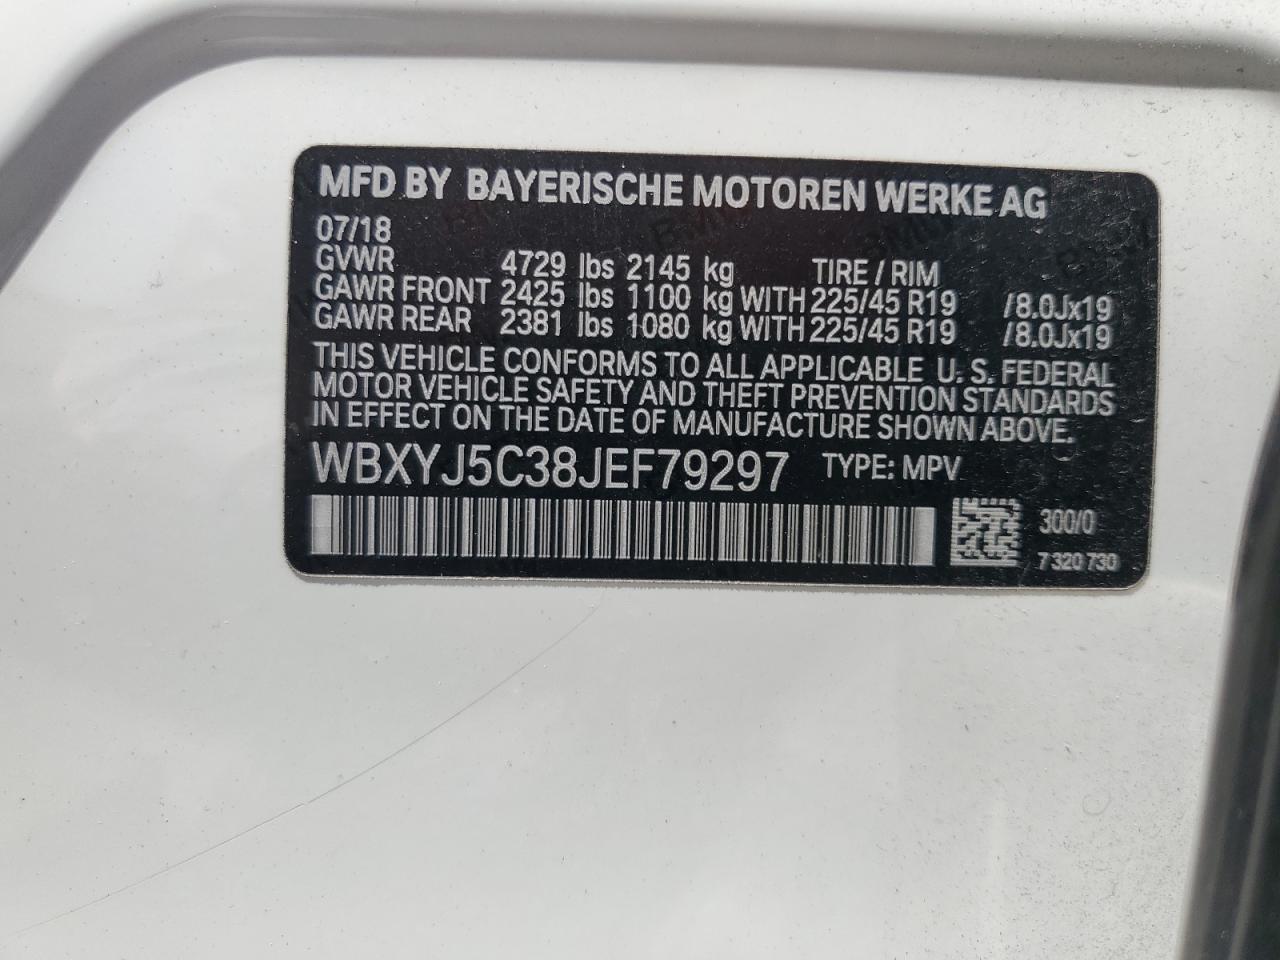 MFD BY BAYERISCHE MOTOREN WERKE AG
07/18
GVWR 4729 lbs 2145 kg TIRE / RIM
GAWR FRONT 2425 lbs 1100 kg WITH 225/45 R19 /8.0Jx19
GAWR REAR 2381 lbs 1080 kg WITH 225/45 R19 /8.0Jx19
THIS VEHICLE CONFORMS TO ALL APPLICABLE U. S. FEDERAL
MOTOR VEHICLE SAFETY AND THEFT PREVENTION STANDARDS
IN EFFECT ON THE DATE OF MANUFACTURE SHOWN ABOVE.
WBXYJ5C38JEF79297 TYPE: MPV
300/0
7 320 730